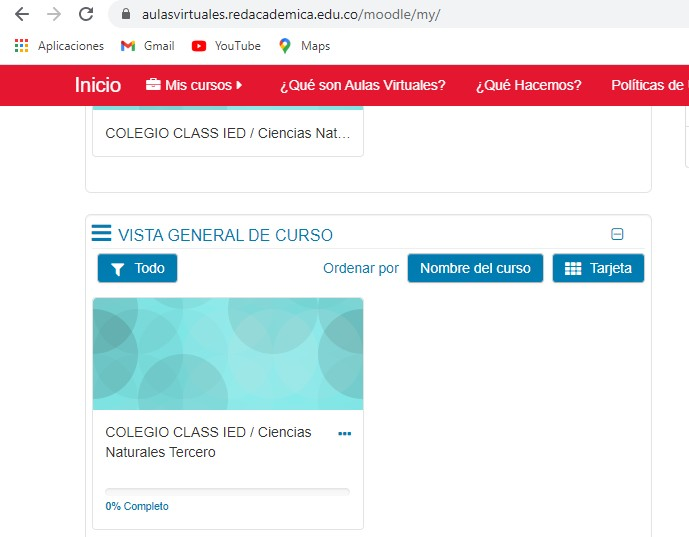 aulasvirtuales.redacademica.edu.co/moodle/my/
Aplicaciones Gmail YouTube Maps
Inicio Mis cursos ¿Qué son Aulas Virtuales? ¿Qué Hacemos? Políticas de
COLEGIO CLASS IED / Ciencias Nat…
VISTA GENERAL DE CURSO
Todo Ordenar por Nombre del curso Tarjeta
COLEGIO CLASS IED / Ciencias
Naturales Tercero
0% Completo